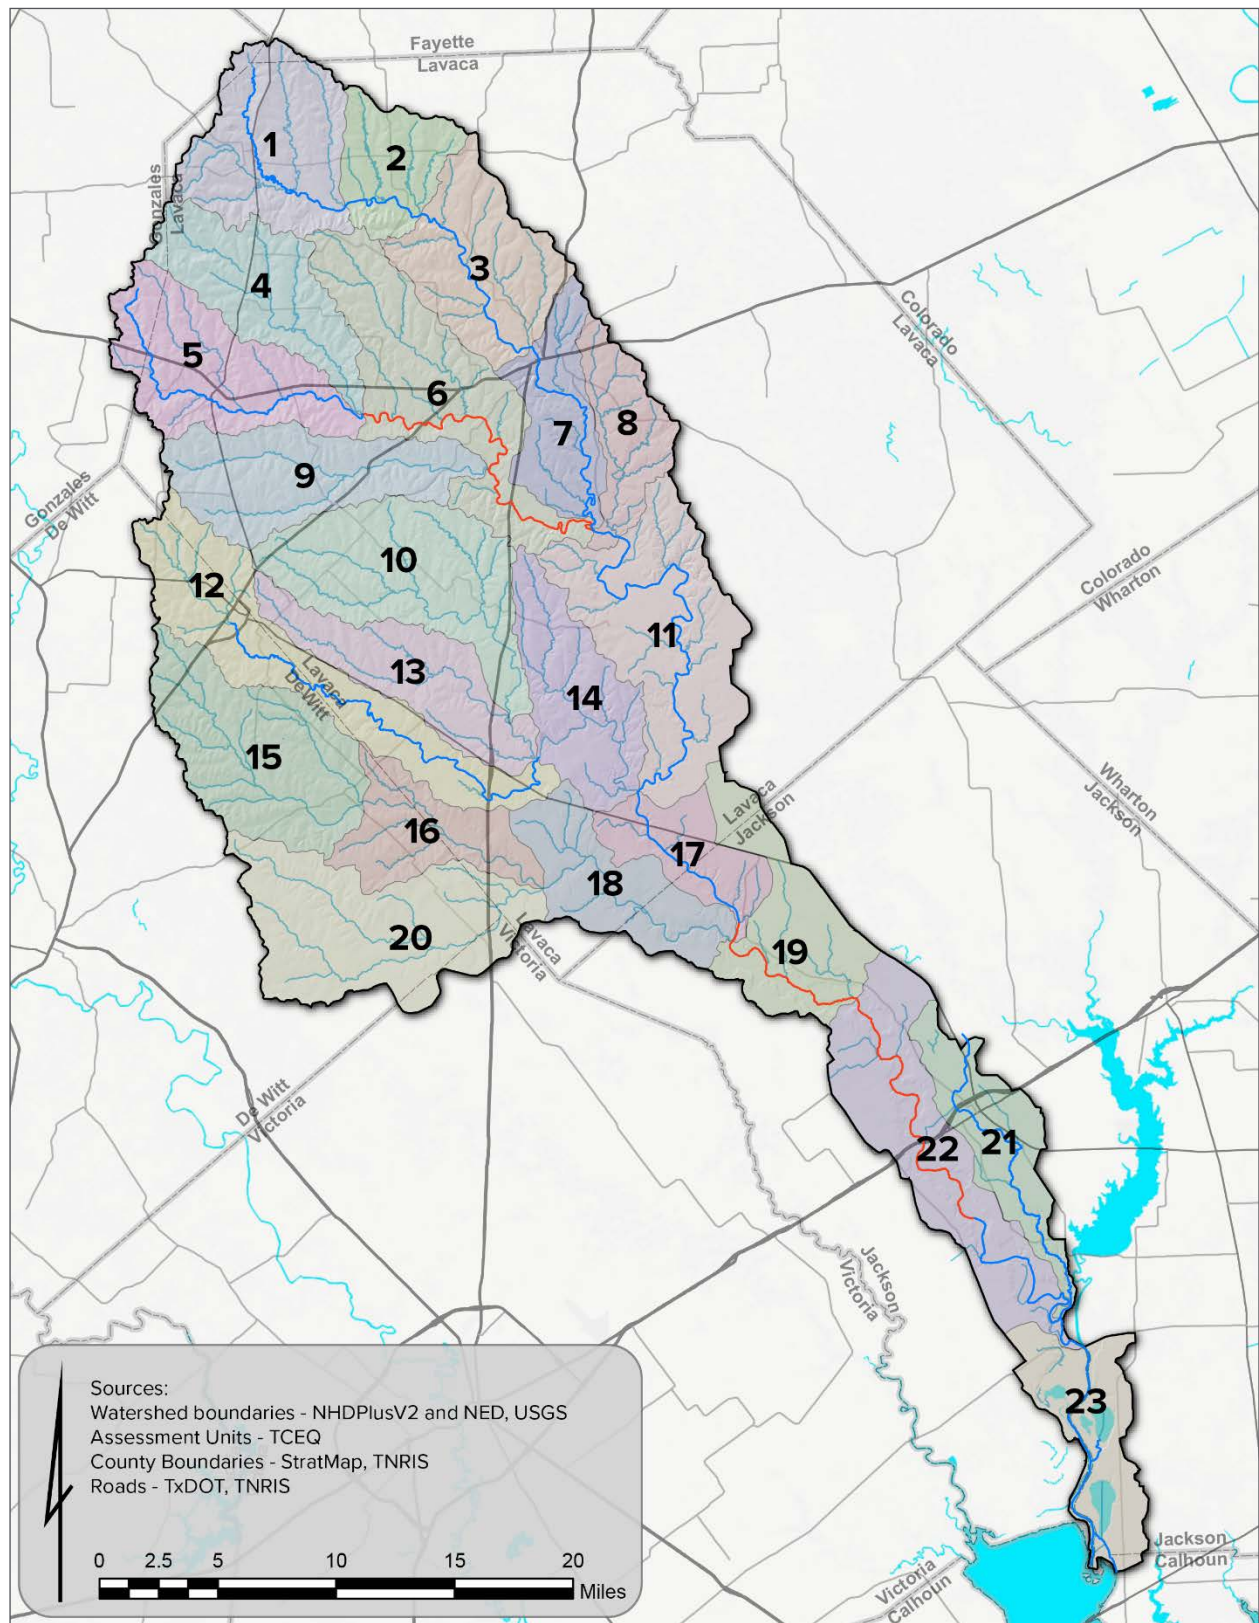 Fayette
Lavaca
1
2
Gonzales
Lavaca
3
4
Colorado
Lavaca
5
6
7
8
9
Gonzales
De Witt
10
Colorado
Wharton
12
11
13
Lavaca
DeWitt
14
15
Wharton
Jackson
Lavaca
Jackson
16
17
18
20
Lavaca
Victoria
19
De Witt
Victoria
22
21
Jackson
Victoria
23
Sources:
Watershed boundaries - NHDPlusV2 and NED, USGS
Assessment Units - TCEQ
County Boundaries - StratMap, TNRIS
Roads - TxDOT, TNRIS
0 2.5 5 10 15 20
Miles
Jackson
Calhoun
Victoria
Calhoun